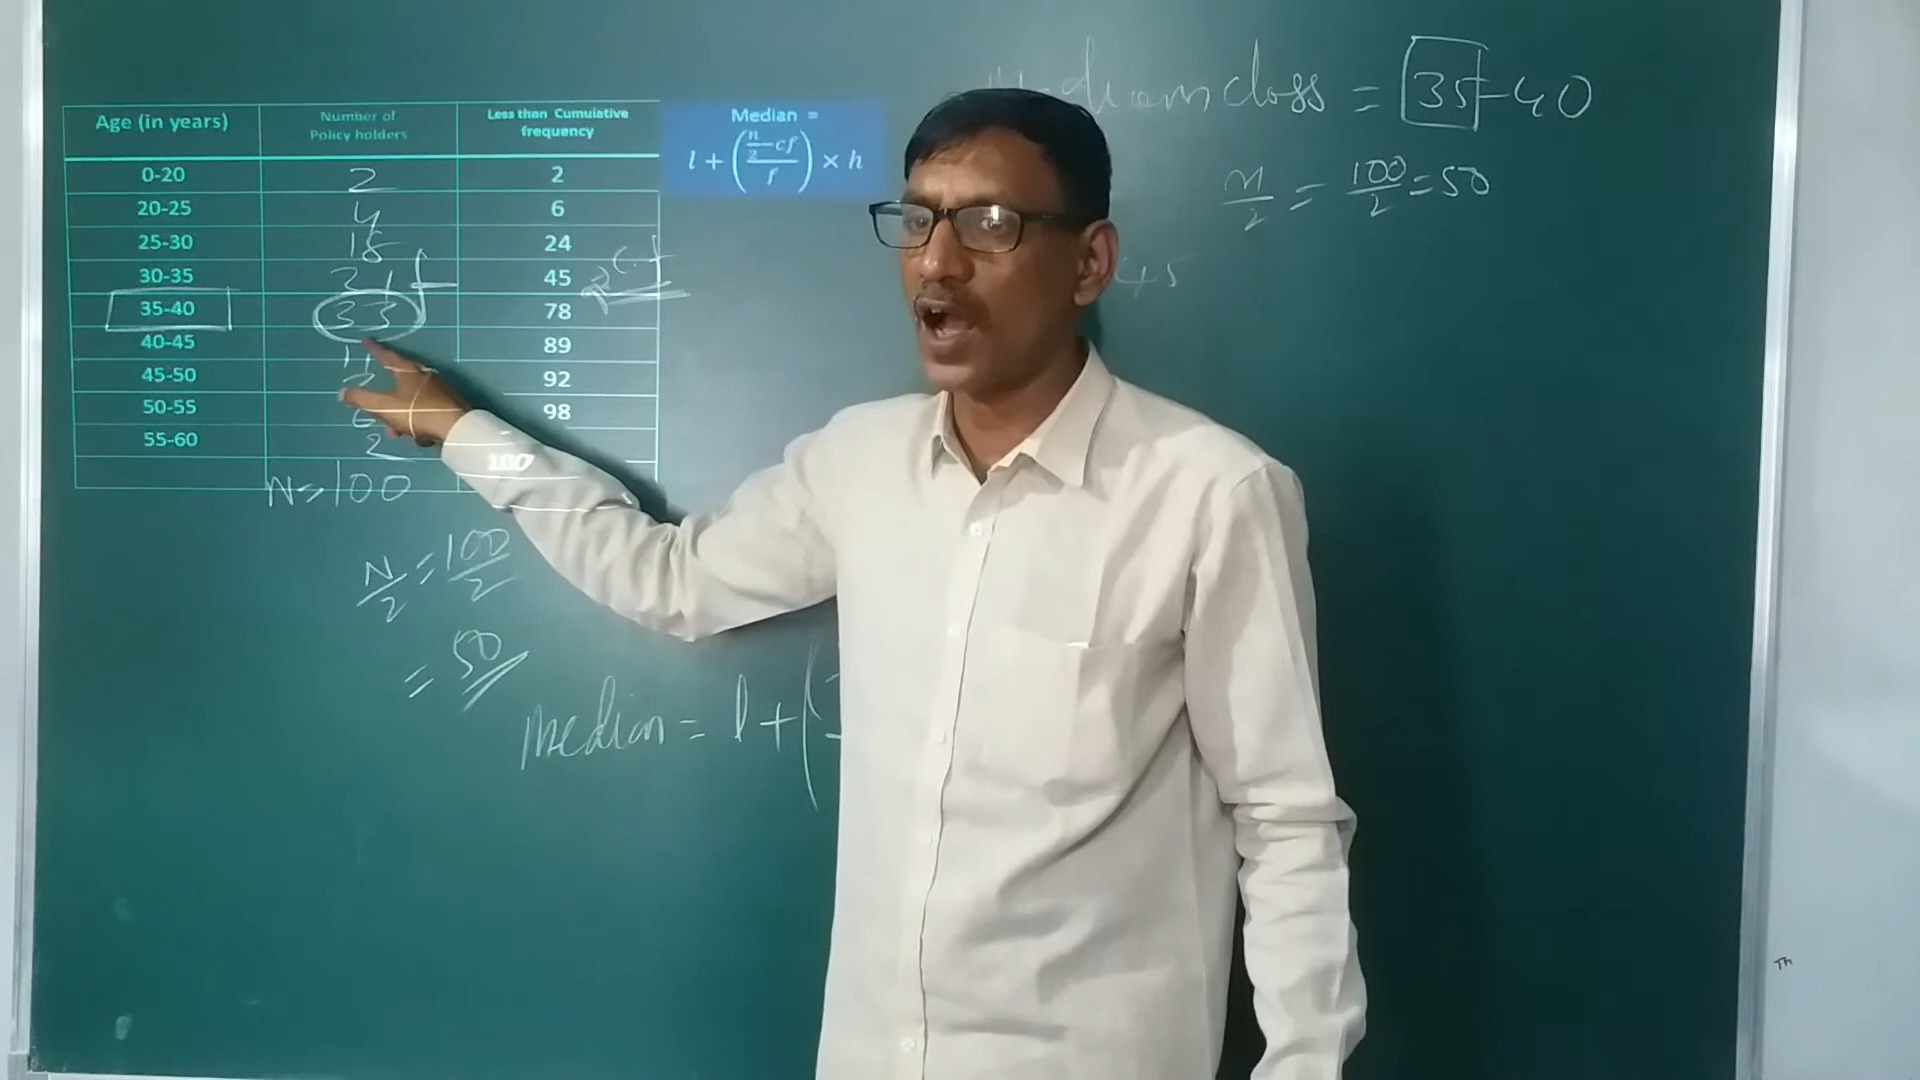 Age (in years) Number of Policy holders Less than Cumulative frequency
0-20 2 2
20-25 4 6
25-30 18 24
30-35 21 45
35-40 33 78
40-45 11 89
45-50 92
50-55 6 98
55-60 2 100
N=100
f
c.f
Median =
l + ((n/2 - cf)/f) × h
N/2 = 100/2
= 50
median = l + (
class = 35-40
n/2 = 100/2 = 50
45
Th